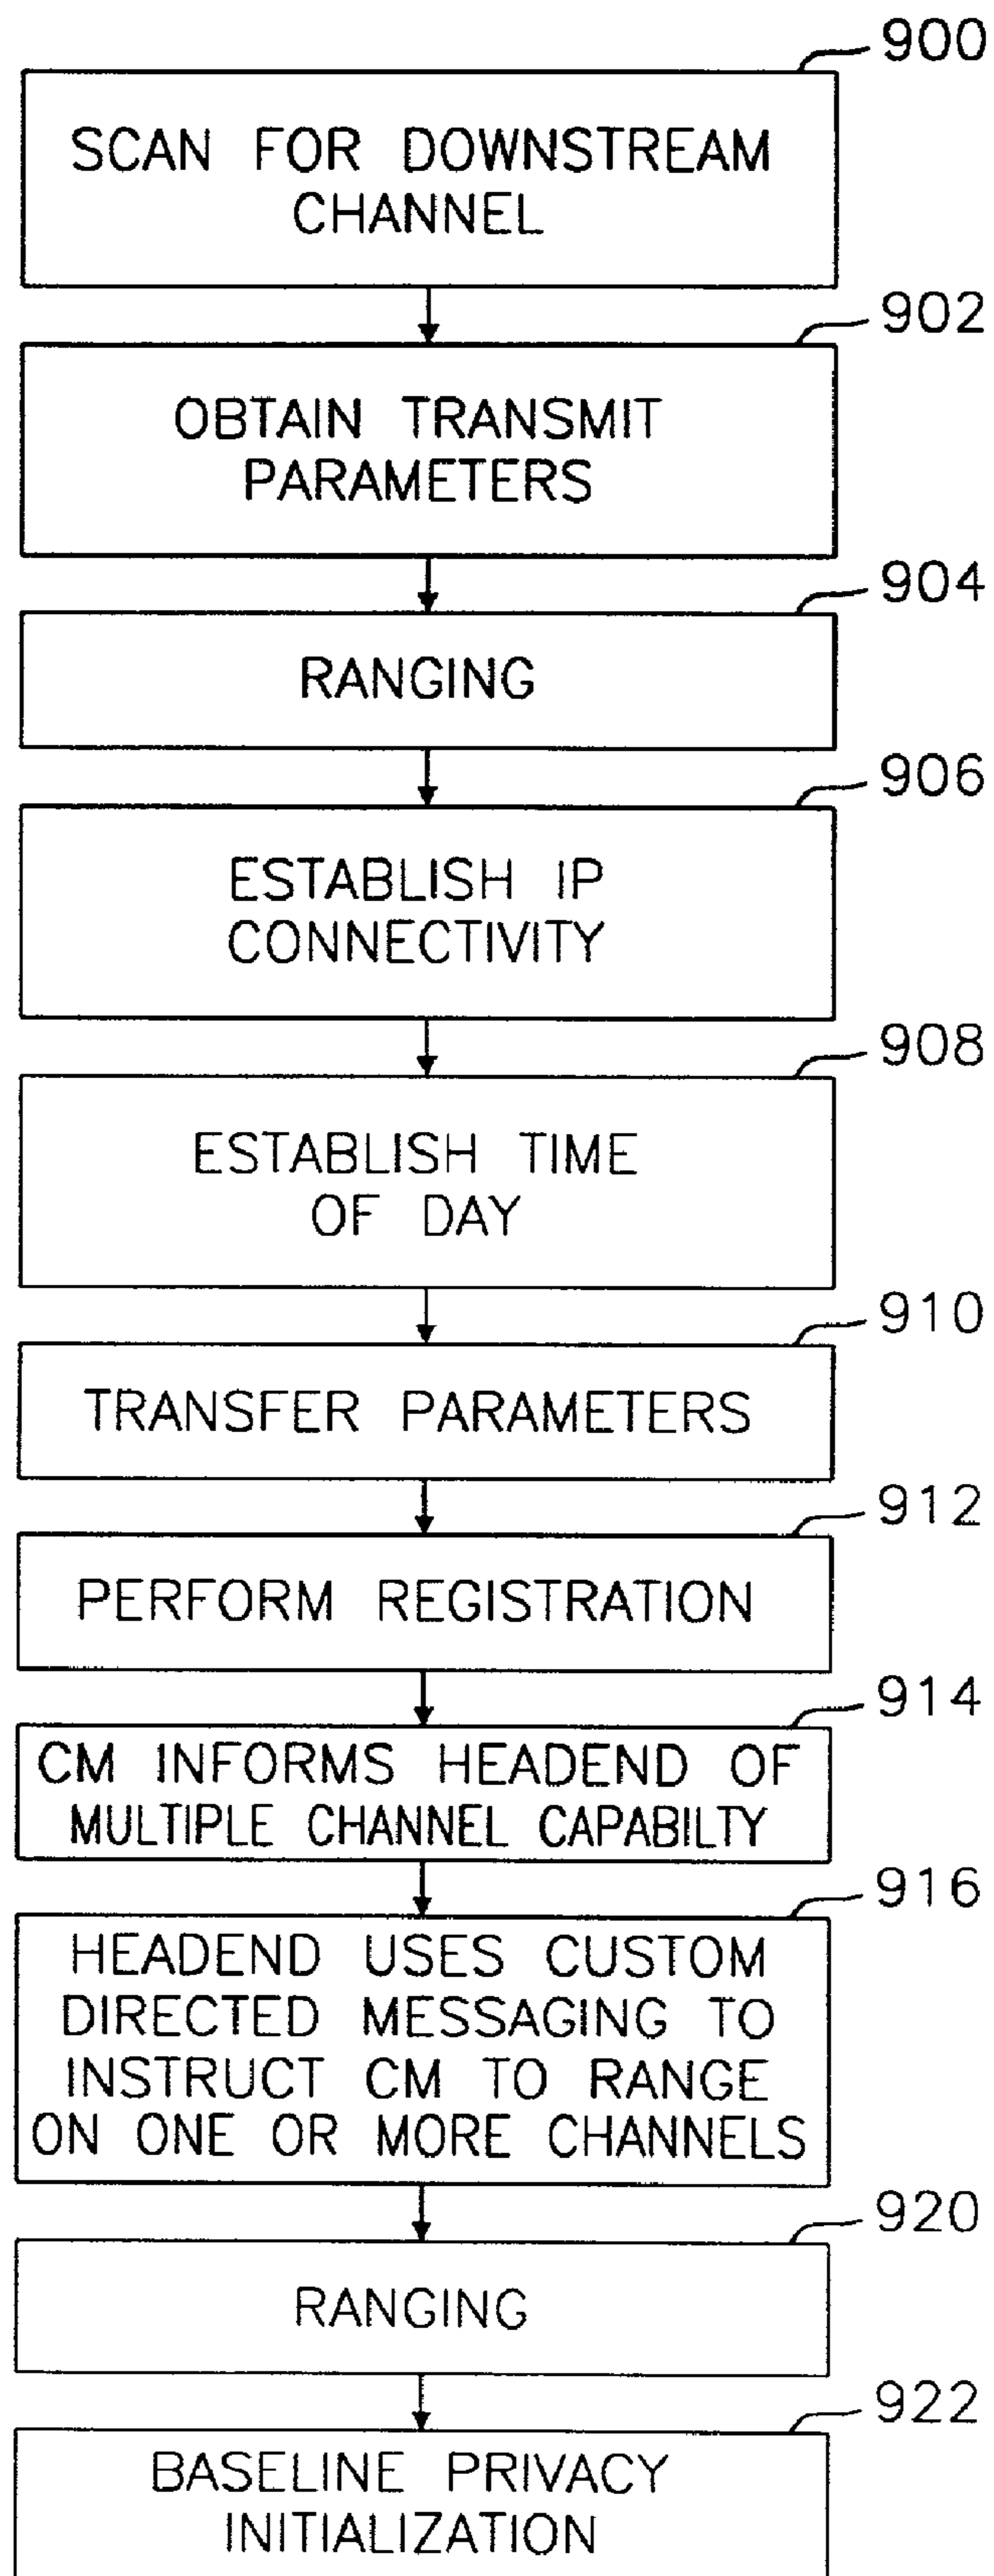 900
SCAN FOR DOWNSTREAM
CHANNEL
902
OBTAIN TRANSMIT
PARAMETERS
904
RANGING
906
ESTABLISH IP
CONNECTIVITY
908
ESTABLISH TIME
OF DAY
910
TRANSFER PARAMETERS
912
PERFORM REGISTRATION
914
CM INFORMS HEADEND OF
MULTIPLE CHANNEL CAPABILTY
916
HEADEND USES CUSTOM
DIRECTED MESSAGING TO
INSTRUCT CM TO RANGE
ON ONE OR MORE CHANNELS
920
RANGING
922
BASELINE PRIVACY
INITIALIZATION